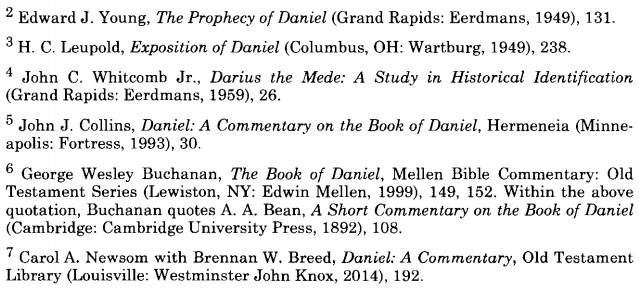 2 Edward J. Young, The Prophecy of Daniel (Grand Rapids: Eerdmans, 1949), 131.
3 H. C. Leupold, Exposition of Daniel (Columbus, OH: Wartburg, 1949), 238.
4 John C. Whitcomb Jr., Darius the Mede: A Study in Historical Identification
(Grand Rapids: Eerdmans, 1959), 26.
5 John J. Collins, Daniel: A Commentary on the Book of Daniel, Hermeneia (Minne-
apolis: Fortress, 1993), 30.
6 George Wesley Buchanan, The Book of Daniel, Mellen Bible Commentary: Old
Testament Series (Lewiston, NY: Edwin Mellen, 1999), 149, 152. Within the above
quotation, Buchanan quotes A. A. Bean, A Short Commentary on the Book of Daniel
(Cambridge: Cambridge University Press, 1892), 108.
7 Carol A. Newsom with Brennan W. Breed, Daniel: A Commentary, Old Testament
Library (Louisville: Westminster John Knox, 2014), 192.